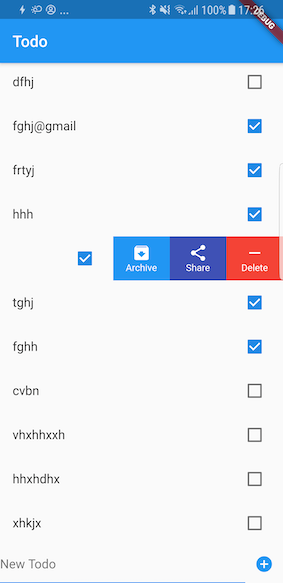 ... 100% 17:26
DEBUG
Todo
dfhj
fghj@gmail
frtyj
hhh
Archive Share Delete
tghj
fghh
cvbn
vhxhhxxh
hhxhdhx
xhkjx
New Todo